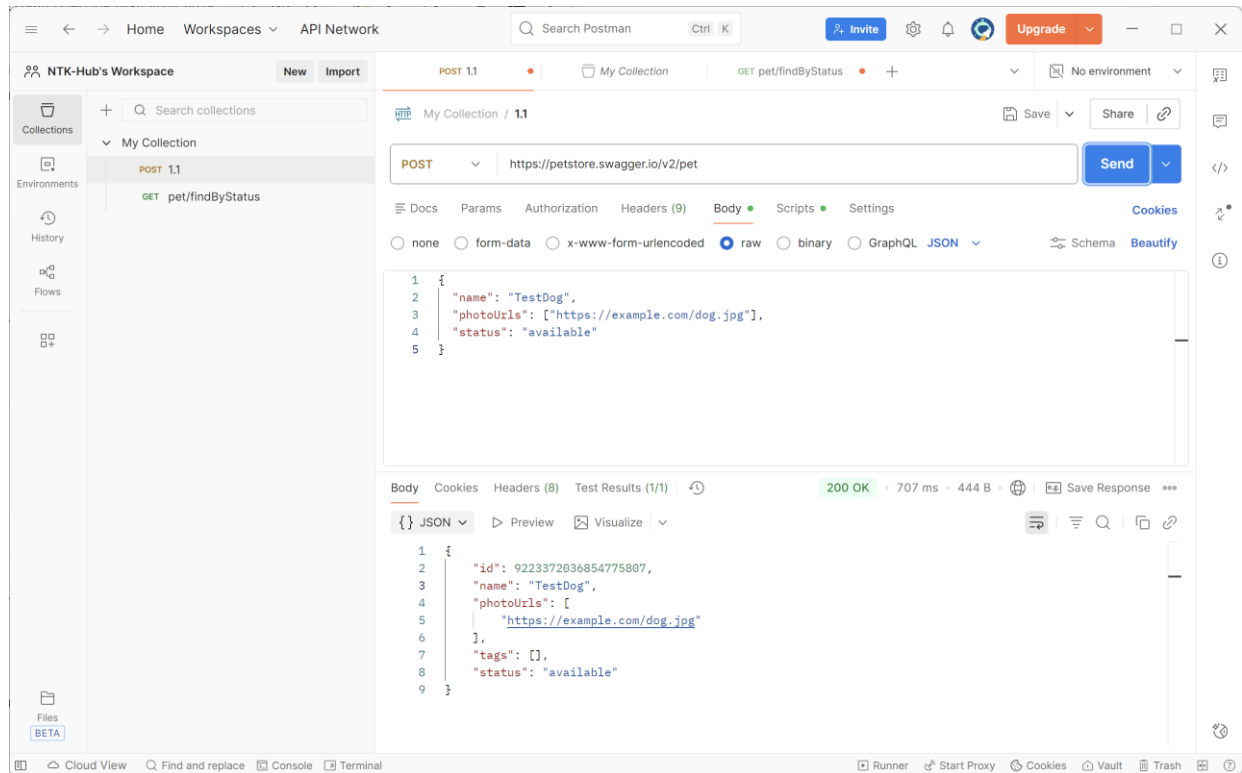 Home Workspaces API Network Search Postman Ctrl K Invite Upgrade
NTK-Hub's Workspace New Import POST 1.1 My Collection GET pet/findByStatus No environment
Collections
Search collections
My Collection
POST 1.1
GET pet/findByStatus
Environments
History
Flows
Files
BETA
HTTP My Collection / 1.1 Save Share
POST https://petstore.swagger.io/v2/pet Send
Docs Params Authorization Headers (9) Body Scripts Settings Cookies
none form-data x-www-form-urlencoded raw binary GraphQL JSON Schema Beautify
1 {
2 "name": "TestDog",
3 "photoUrls": ["https://example.com/dog.jpg"],
4 "status": "available"
5 }
Body Cookies Headers (8) Test Results (1/1) 200 OK 707 ms 444 B e.g. Save Response
{} JSON Preview Visualize
1 {
2 "id": 9223372036854775807,
3 "name": "TestDog",
4 "photoUrls": [
5 "https://example.com/dog.jpg"
6 ],
7 "tags": [],
8 "status": "available"
9 }
Cloud View Find and replace Console Terminal Runner Start Proxy Cookies Vault Trash